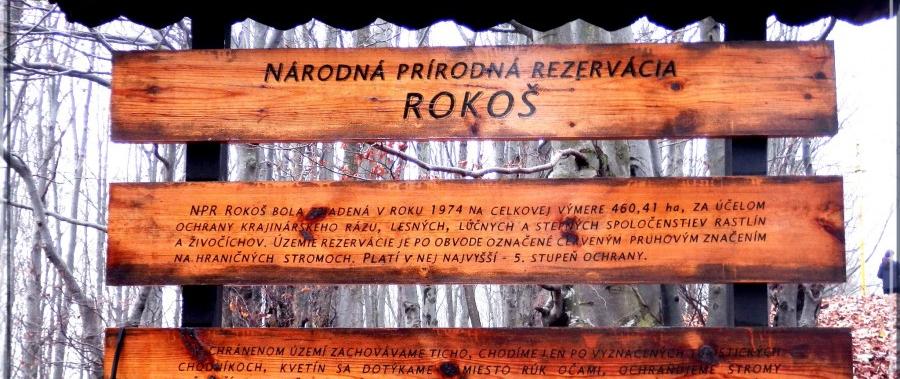 NÁRODNÁ PRÍRODNÁ REZERVÁCIA
ROKOŠ
NPR ROKOŠ BOLA ZRIADENÁ V ROKU 1974 NA CELKOVEJ VÝMERE 460,41 ha, ZA ÚČELOM
OCHRANY KRAJINÁRSKEHO RÁZU, LESNÝCH, LÚČNYCH A STEPNÝCH SPOLOČENSTIEV RASTLÍN
A ŽIVOČÍCHOV. ÚZEMIE REZERVÁCIE JE PO OBVODE OZNAČENÉ ČERVENÝM PRUHOVÝM ZNAČENÍM
NA HRANIČNÝCH STROMOCH. PLATÍ V NEJ NAJVYŠŠÍ - 5. STUPEŇ OCHRANY.
CHRÁNENOM ÚZEMÍ ZACHOVÁVAME TICHO, CHODÍME LEN PO VYZNAČENÝCH TURISTICKÝCH
CHODNÍKOCH, KVETÍN SA DOTÝKAME NAMIESTO RÚK OČAMI, OCHRAŇUJEME STROMY